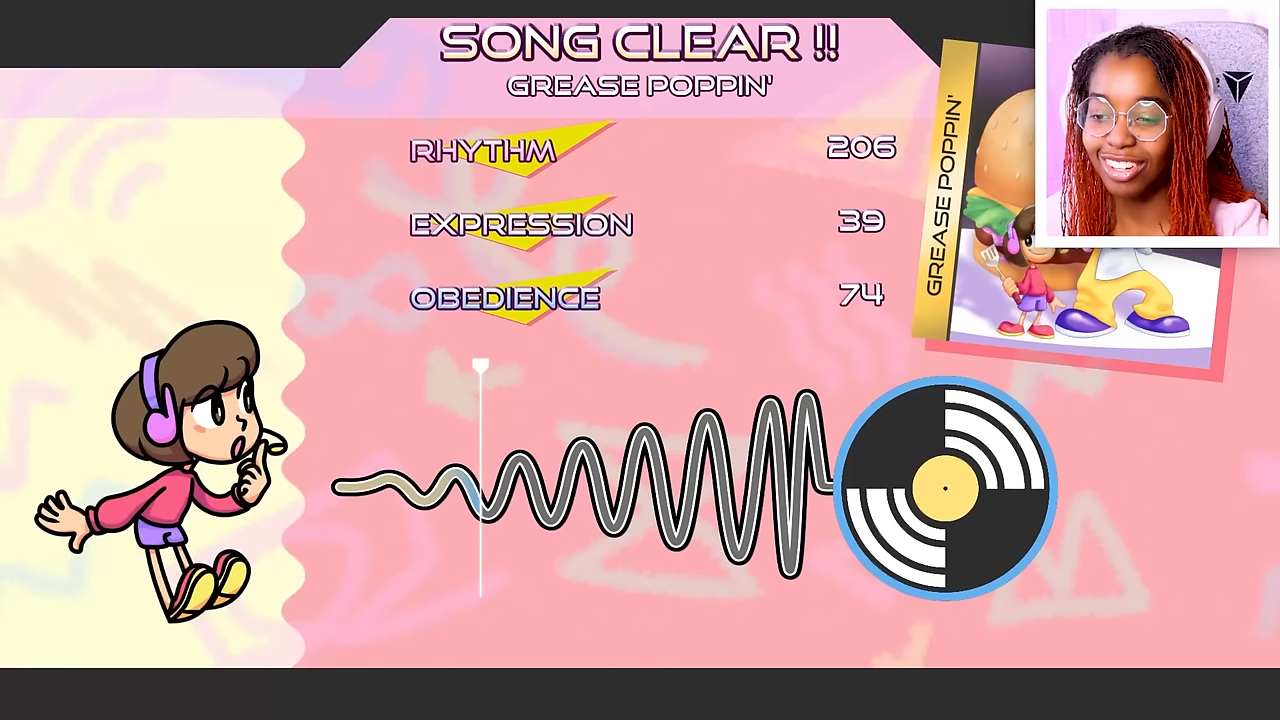 SONG CLEAR !!
GREASE POPPIN'
RHYTHM 206
EXPRESSION 39
OBEDIENCE 74
GREASE POPPIN'